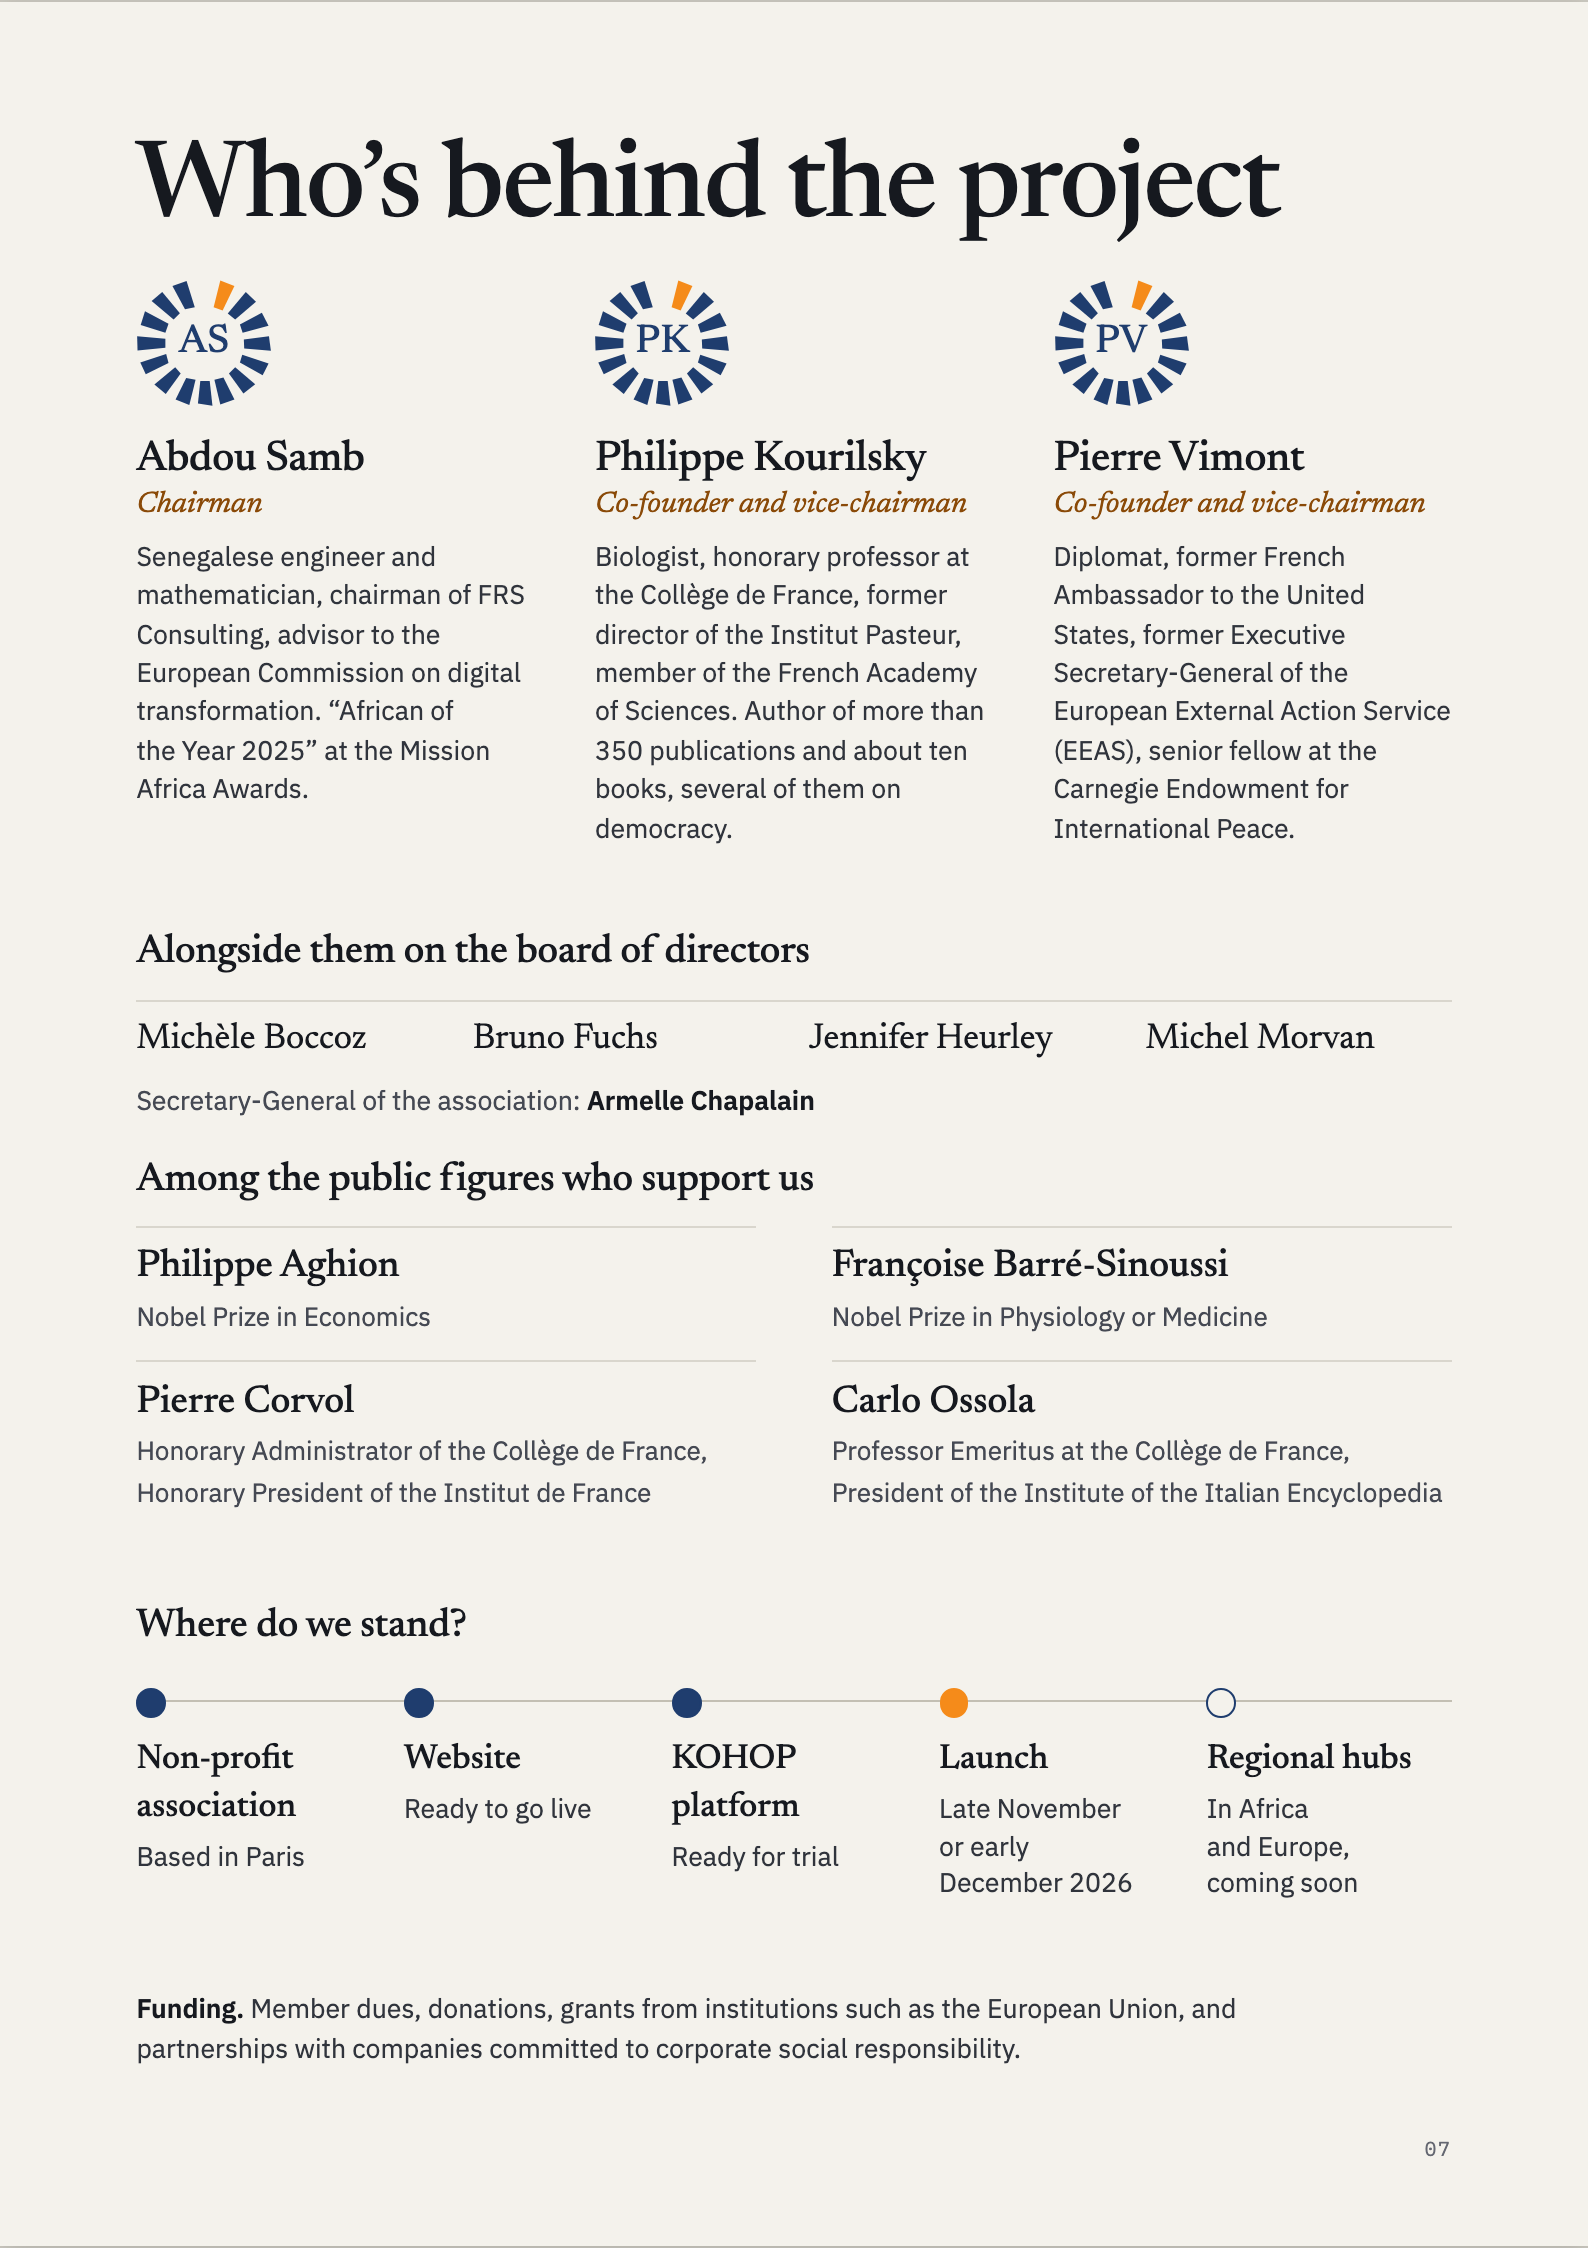 Who’s behind the project
AS
PK
PV
Abdou Samb
Chairman
Senegalese engineer and
mathematician, chairman of FRS
Consulting, advisor to the
European Commission on digital
transformation. “African of
the Year 2025” at the Mission
Africa Awards.
Philippe Kourilsky
Co-founder and vice-chairman
Biologist, honorary professor at
the Collège de France, former
director of the Institut Pasteur,
member of the French Academy
of Sciences. Author of more than
350 publications and about ten
books, several of them on
democracy.
Pierre Vimont
Co-founder and vice-chairman
Diplomat, former French
Ambassador to the United
States, former Executive
Secretary-General of the
European External Action Service
(EEAS), senior fellow at the
Carnegie Endowment for
International Peace.
Alongside them on the board of directors
Michèle Boccoz
Bruno Fuchs
Jennifer Heurley
Michel Morvan
Secretary-General of the association: Armelle Chapalain
Among the public figures who support us
Philippe Aghion
Nobel Prize in Economics
Françoise Barré-Sinoussi
Nobel Prize in Physiology or Medicine
Pierre Corvol
Honorary Administrator of the Collège de France,
Honorary President of the Institut de France
Carlo Ossola
Professor Emeritus at the Collège de France,
President of the Institute of the Italian Encyclopedia
Where do we stand?
Non-profit
association
Based in Paris
Website
Ready to go live
KOHOP
platform
Ready for trial
Launch
Late November
or early
December 2026
Regional hubs
In Africa
and Europe,
coming soon
Funding. Member dues, donations, grants from institutions such as the European Union, and
partnerships with companies committed to corporate social responsibility.
07